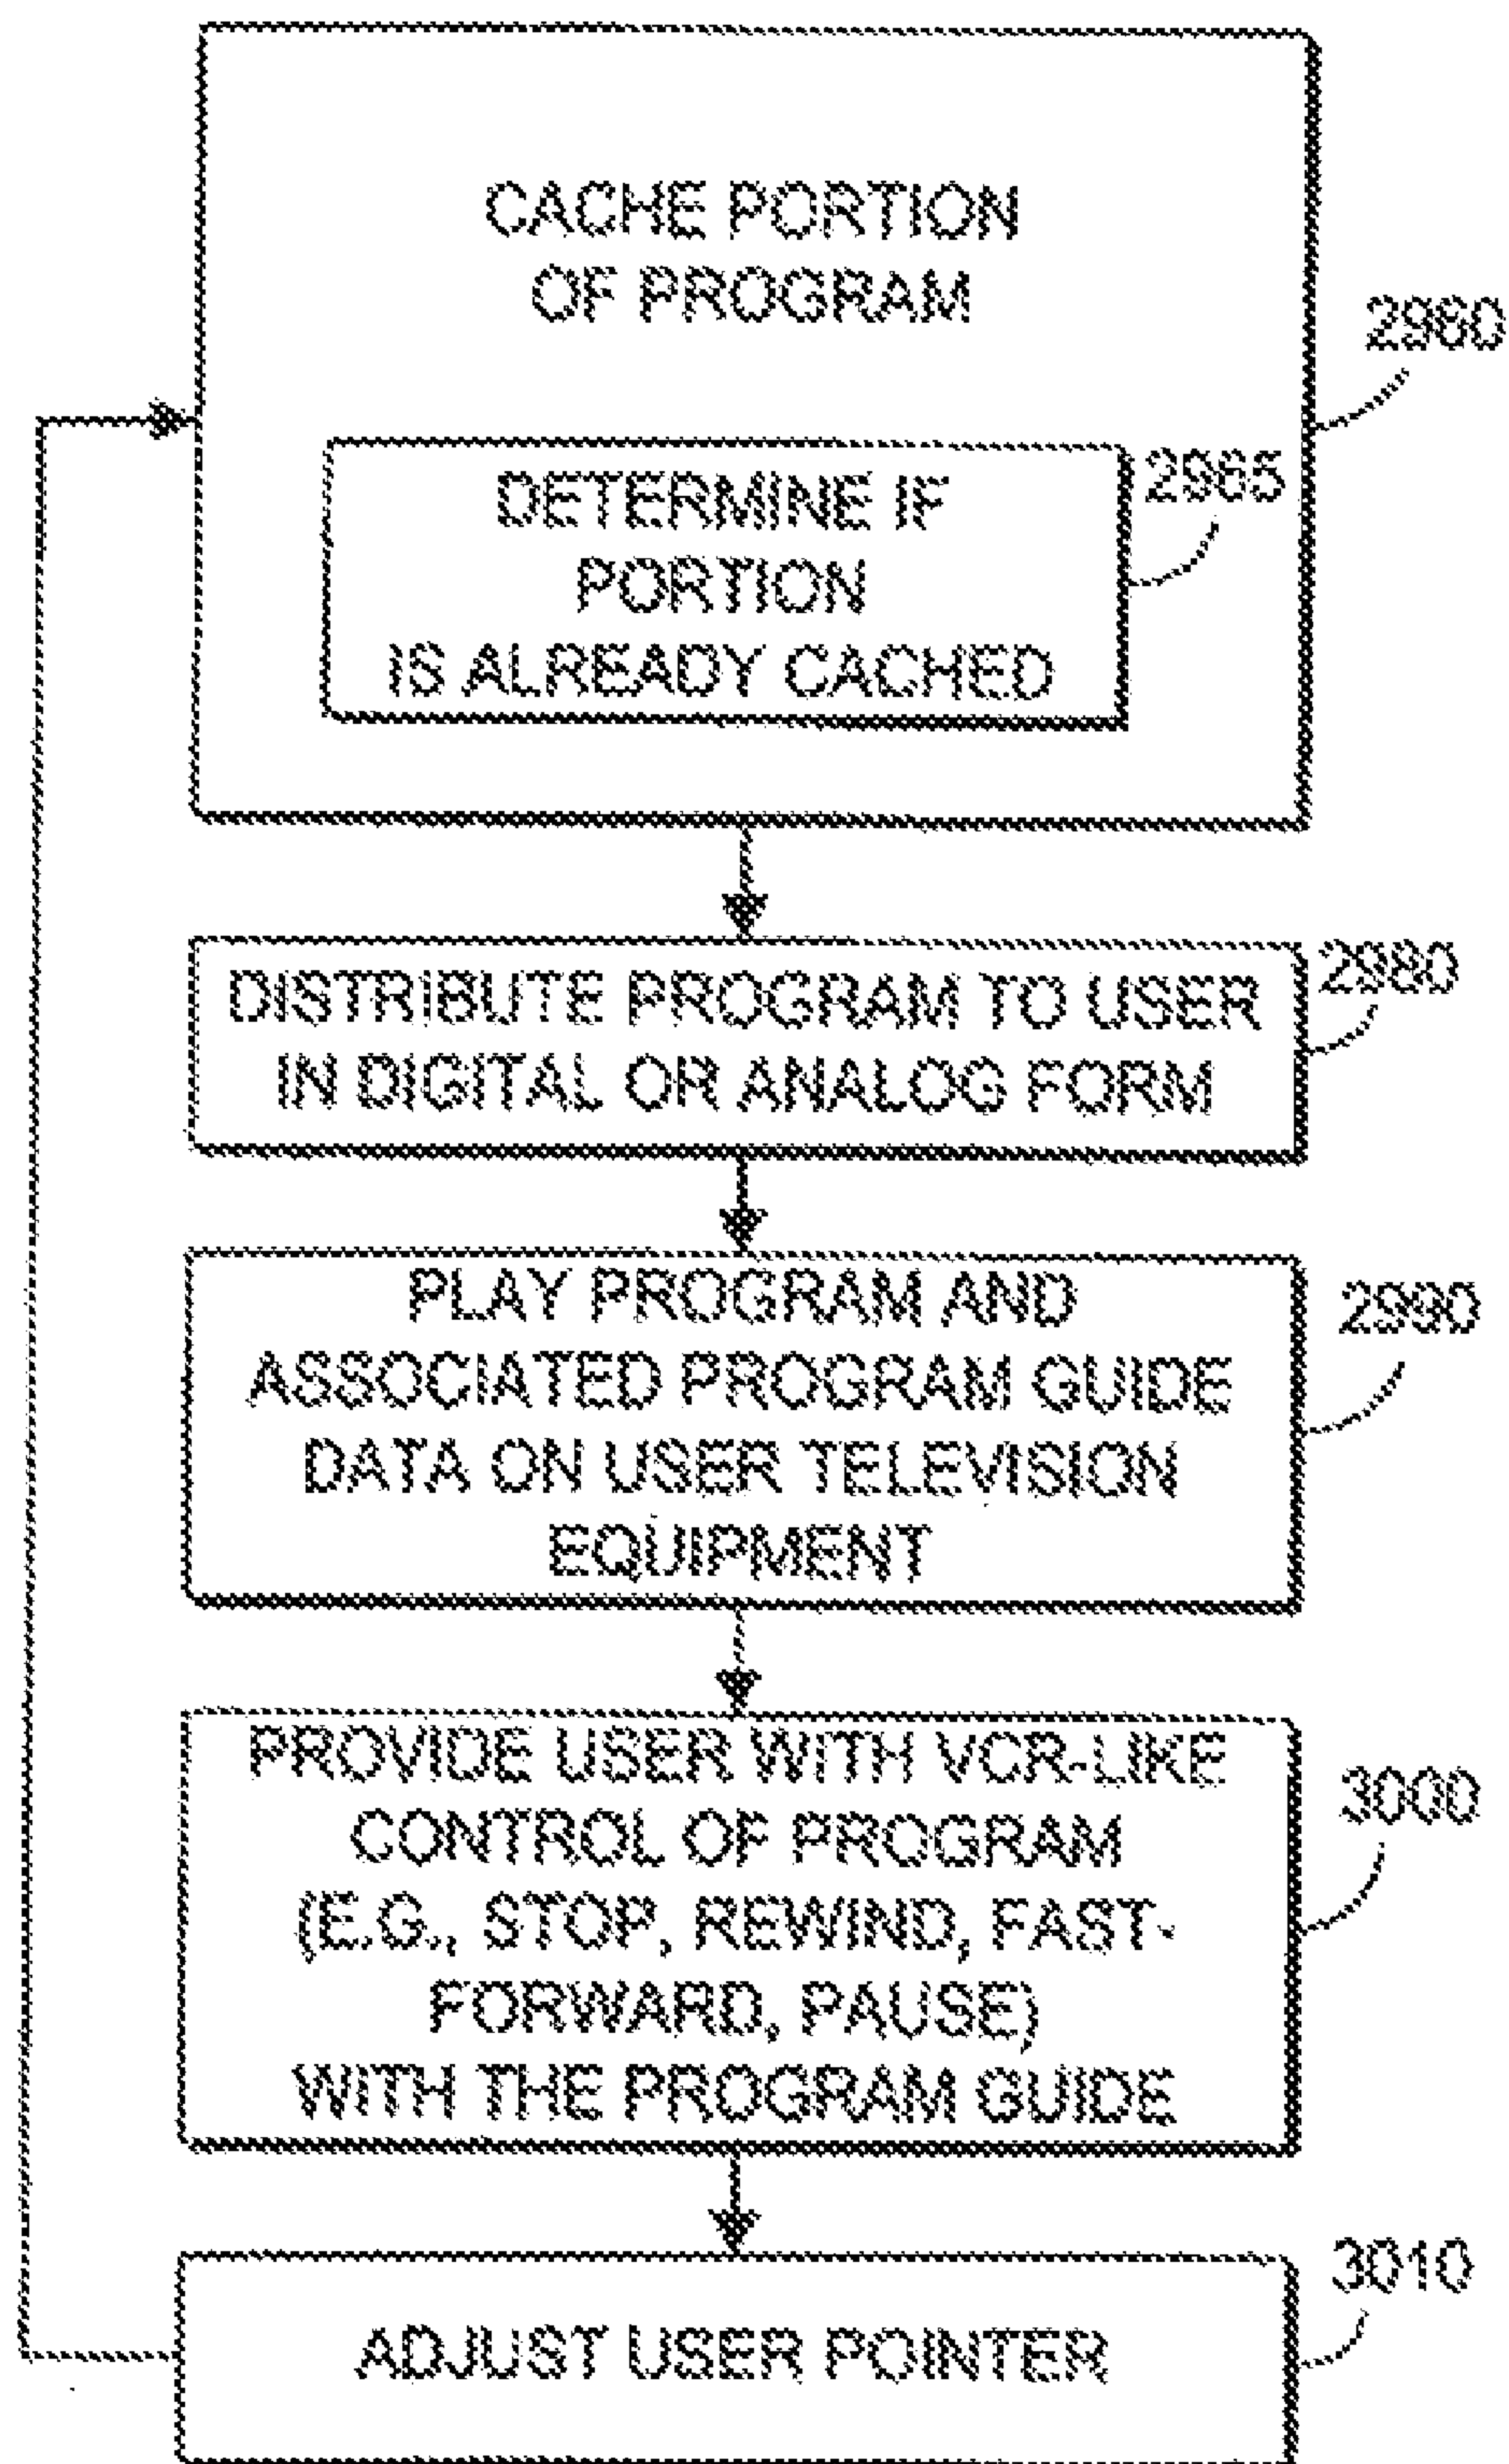 CACHE PORTION
OF PROGRAM
2960
DETERMINE IF
PORTION
IS ALREADY CACHED
2965
DISTRIBUTE PROGRAM TO USER
IN DIGITAL OR ANALOG FORM
2980
PLAY PROGRAM AND
ASSOCIATED PROGRAM GUIDE
DATA ON USER TELEVISION
EQUIPMENT
2990
PROVIDE USER WITH VCR-LIKE
CONTROL OF PROGRAM
(E.G., STOP, REWIND, FAST-
FORWARD, PAUSE)
WITH THE PROGRAM GUIDE
3000
ADJUST USER POINTER
3010